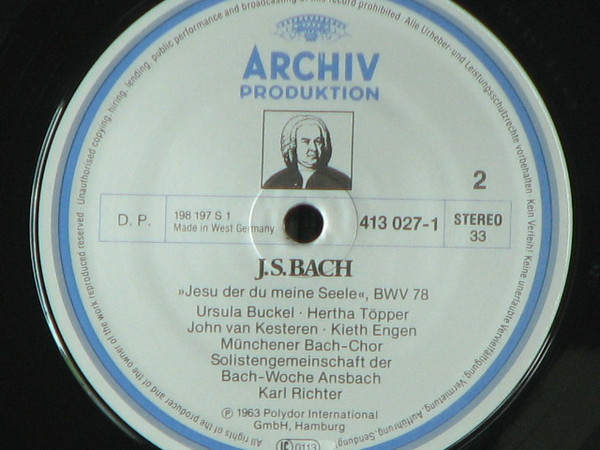 public performance and broadcasting of this record prohibited. Alle Urheber- und Leistungsschutzrechte vorbehalten. Kein Verleih! Keine unerlaubte Vervielfältigung, Vermietung, Aufführung, Sendung!
All rights of the producer and of the owner of the work reproduced reserved · Unauthorised copying, hiring, lending,
ARCHIV
PRODUKTION
2
D. P.
198 197 S 1
Made in West Germany
413 027-1
STEREO
33
J.S. BACH
»Jesu der du meine Seele«, BWV 78
Ursula Buckel · Hertha Töpper
John van Kesteren · Kieth Engen
Münchener Bach-Chor
Solistengemeinschaft der
Bach-Woche Ansbach
Karl Richter
Ⓟ 1963 Polydor International
GmbH, Hamburg
LC 0113